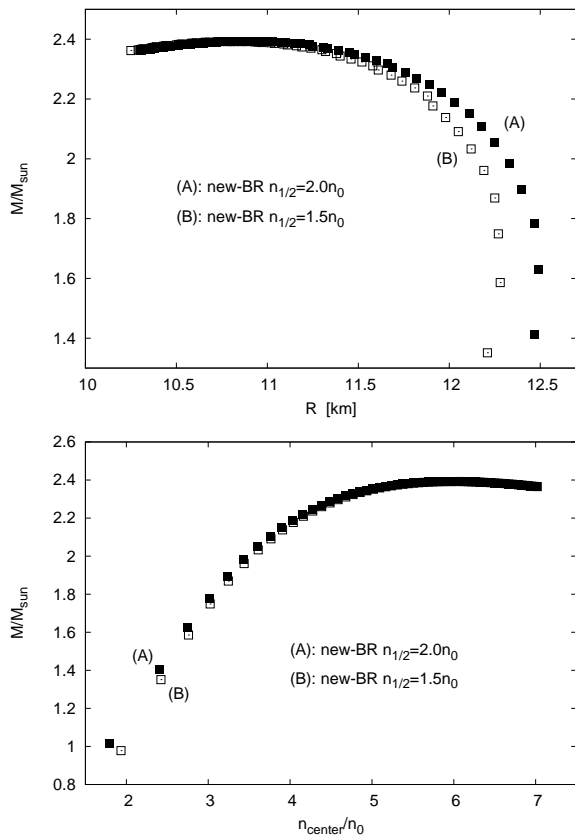 2.4
2.2
2
1.8
1.6
1.4
M/M_sun
(A)
(B)
(A): new-BR n_1/2=2.0n_0
(B): new-BR n_1/2=1.5n_0
10 10.5 11 11.5 12 12.5
R [km]
2.6
2.4
2.2
2
1.8
1.6
1.4
1.2
1
0.8
M/M_sun
(A)
(B)
(A): new-BR n_1/2=2.0n_0
(B): new-BR n_1/2=1.5n_0
2 3 4 5 6 7
n_center/n_0